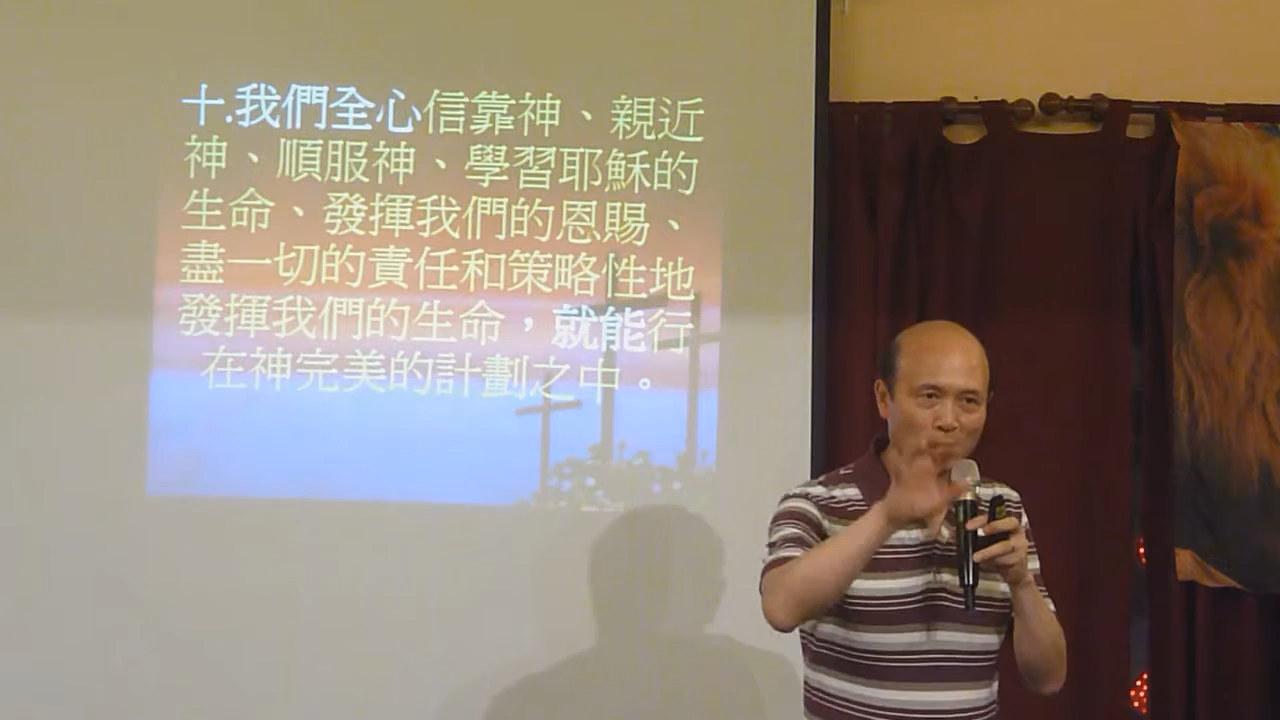 十.我們全心信靠神、親近
神、順服神、學習耶穌的
生命、發揮我們的恩賜、
盡一切的責任和策略性地
發揮我們的生命，就能行
在神完美的計劃之中。